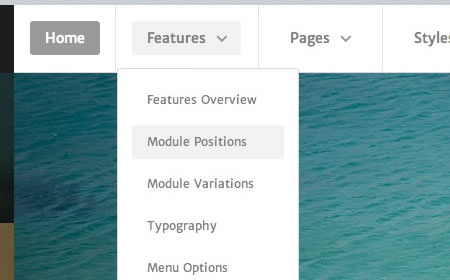 Home Features Pages Styles
Features Overview
Module Positions
Module Variations
Typography
Menu Options